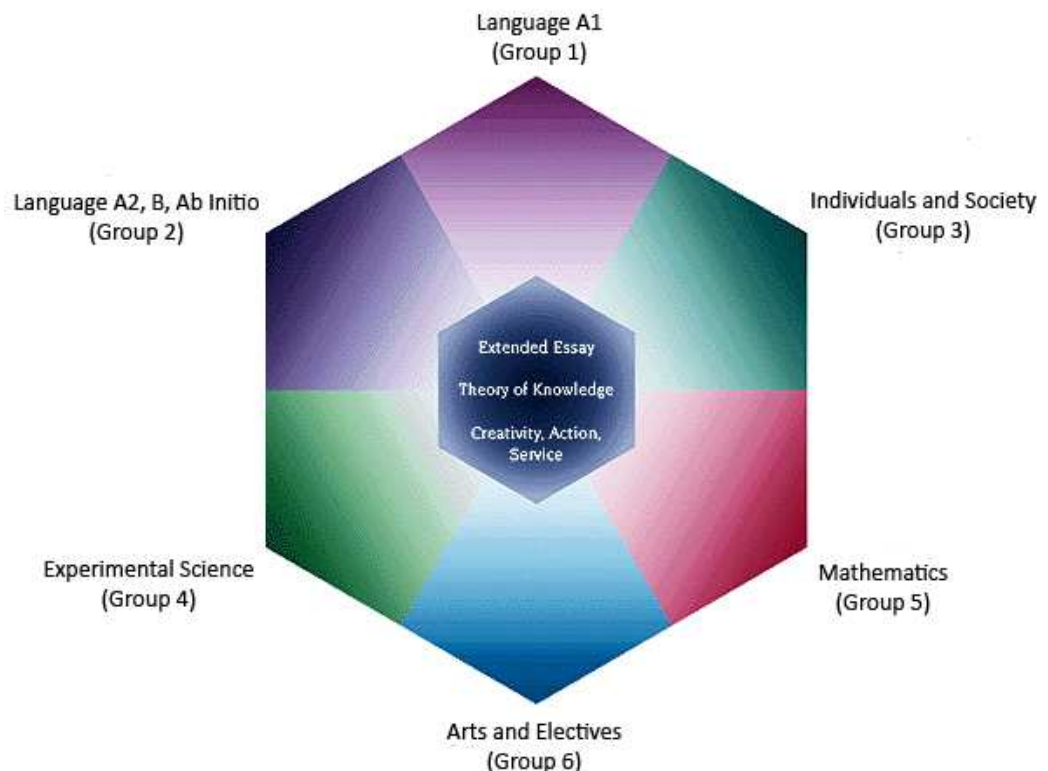 Language A1
(Group 1)
Language A2, B, Ab Initio
(Group 2)
Individuals and Society
(Group 3)
Extended Essay
Theory of Knowledge
Creativity, Action,
Service
Experimental Science
(Group 4)
Mathematics
(Group 5)
Arts and Electives
(Group 6)